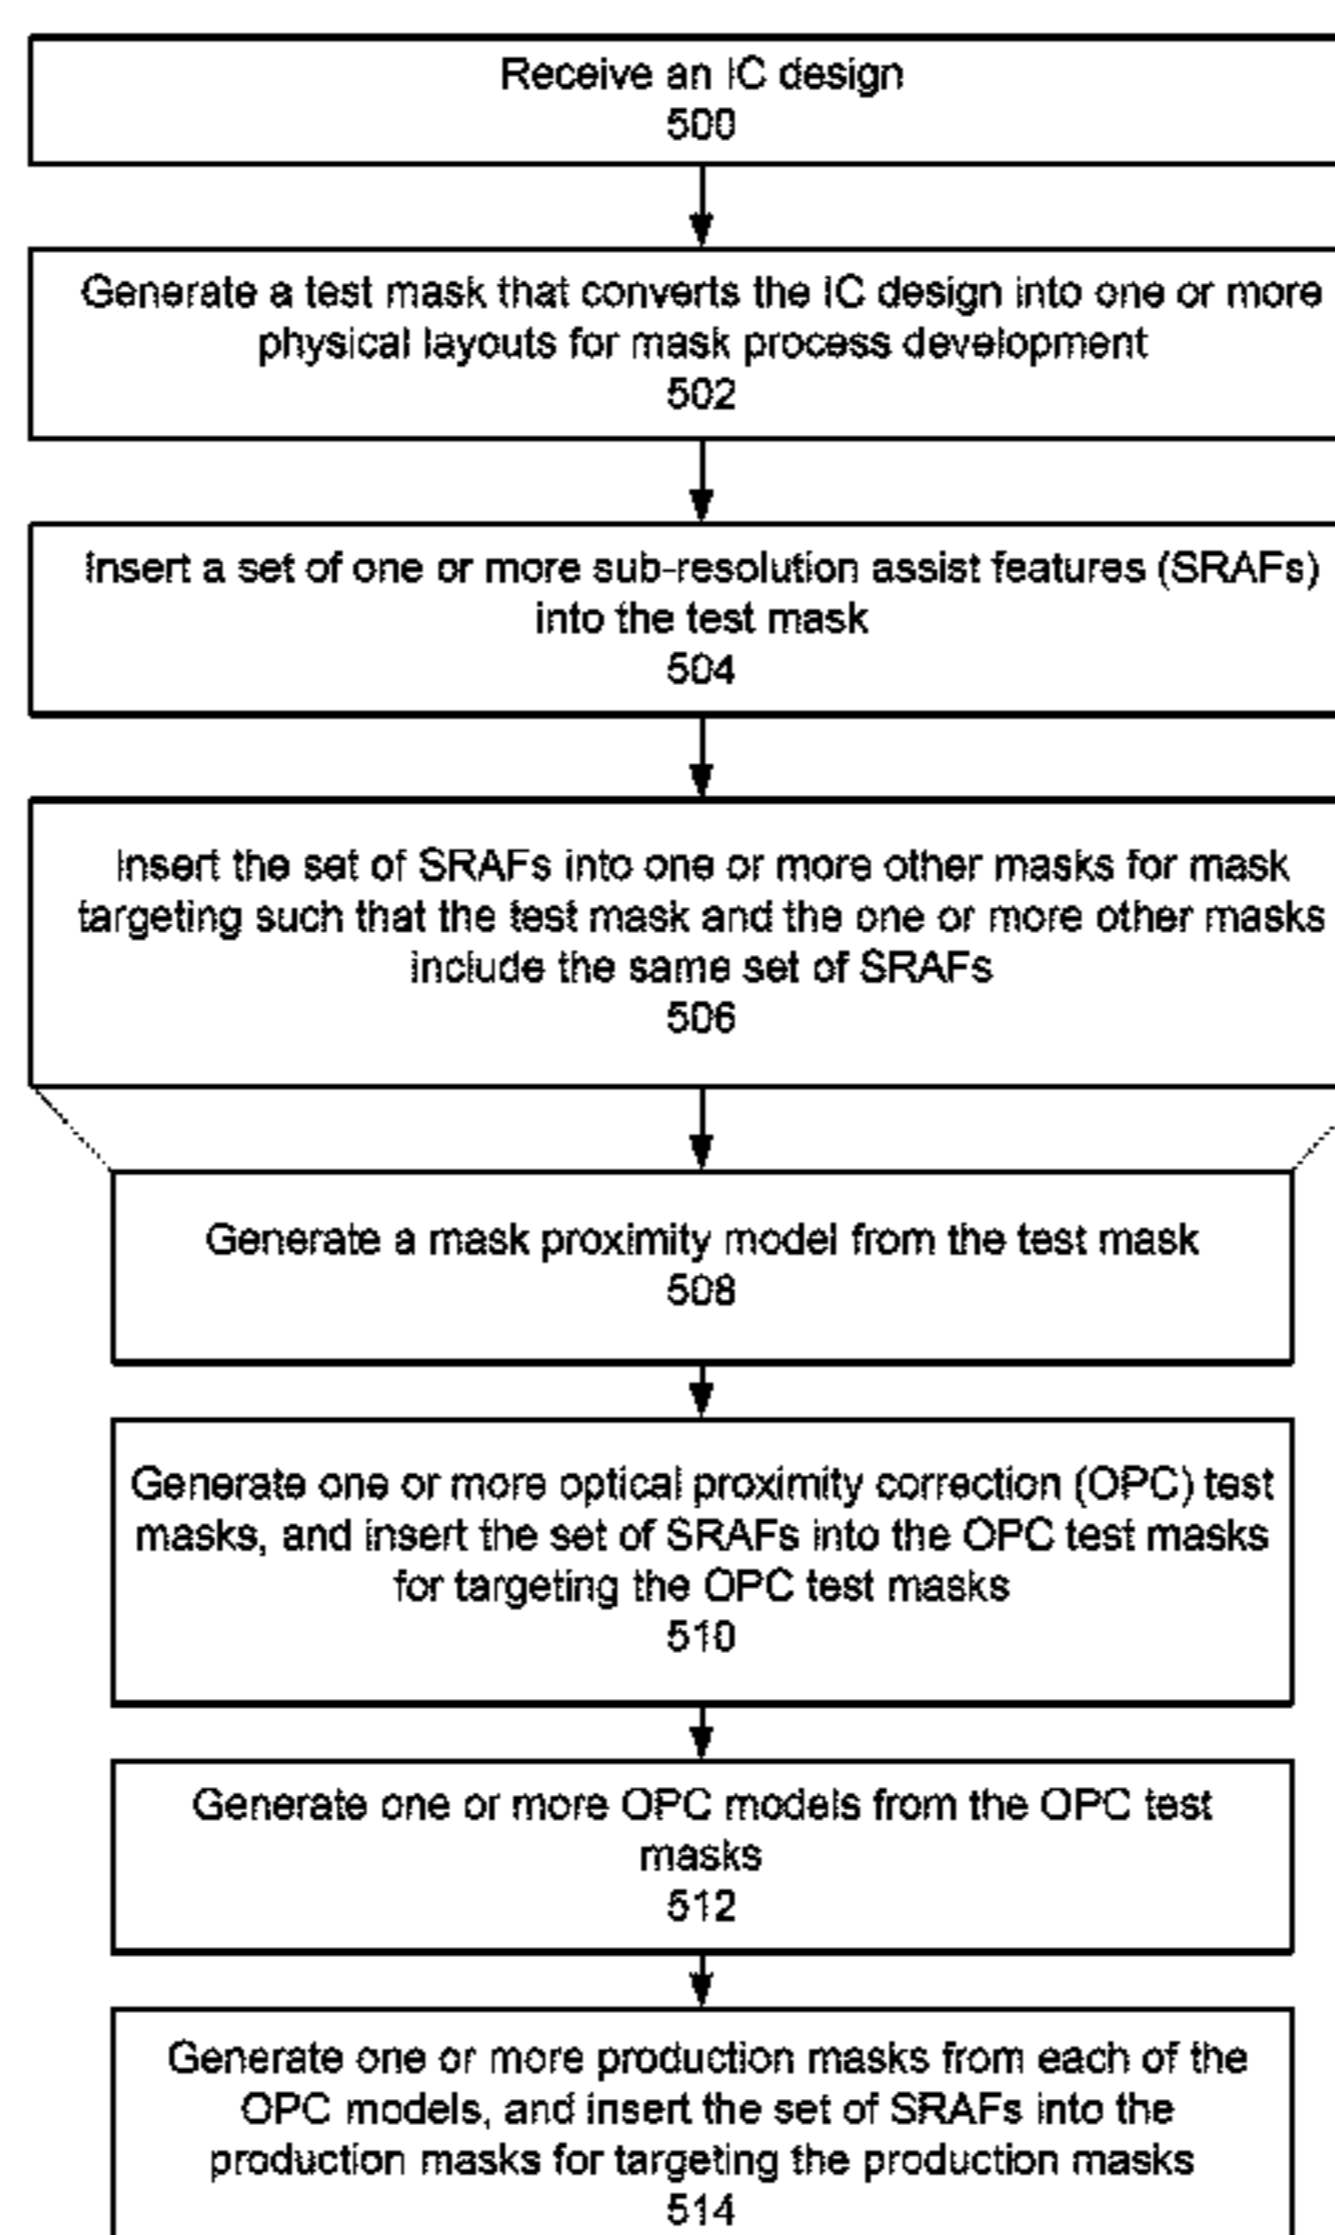 Receive an IC design
500
Generate a test mask that converts the IC design into one or more
physical layouts for mask process development
502
Insert a set of one or more sub-resolution assist features (SRAFs)
into the test mask
504
Insert the set of SRAFs into one or more other masks for mask
targeting such that the test mask and the one or more other masks
include the same set of SRAFs
506
Generate a mask proximity model from the test mask
508
Generate one or more optical proximity correction (OPC) test
masks, and insert the set of SRAFs into the OPC test masks
for targeting the OPC test masks
510
Generate one or more OPC models from the OPC test
masks
512
Generate one or more production masks from each of the
OPC models, and insert the set of SRAFs into the
production masks for targeting the production masks
514